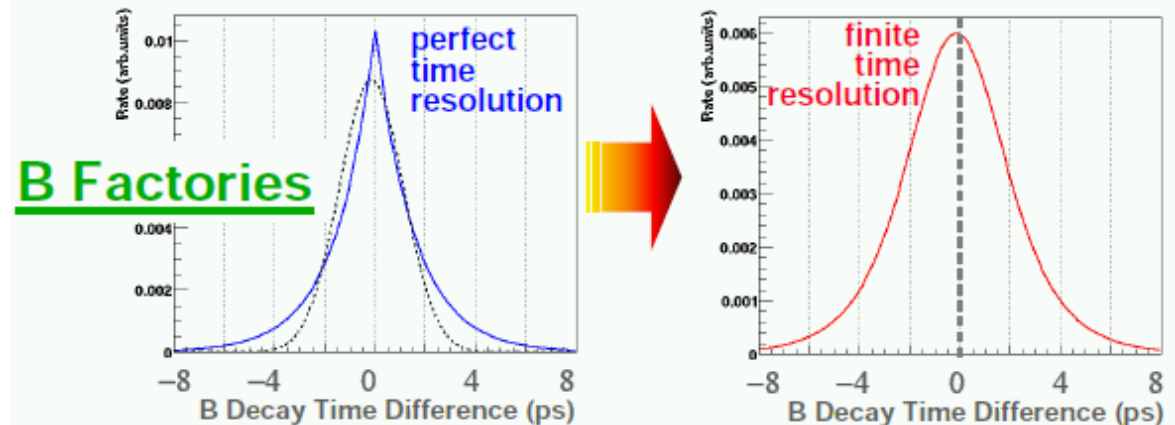 Rate (arb.units)
0.01
0.008
0.004
0.002
0
perfect
time
resolution
B Factories
−8 −4 0 4 8
B Decay Time Difference (ps)
Rate (arb.units)
0.006
0.005
0.004
0.003
0.002
0.001
0
finite
time
resolution
−8 −4 0 4 8
B Decay Time Difference (ps)